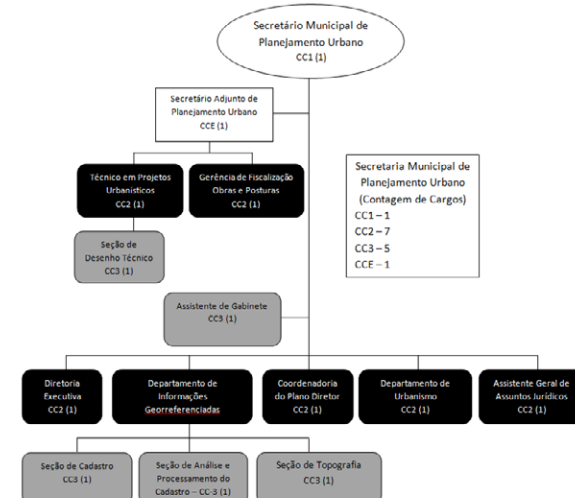 Secretário Municipal de
Planejamento Urbano
CC1 (1)
Secretário Adjunto de
Planejamento Urbano
CCE (1)
Técnico em Projetos
Urbanísticos
CC2 (1)
Gerência de Fiscalização
Obras e Posturas
CC2 (1)
Secretaria Municipal de
Planejamento Urbano
(Contagem de Cargos)
CC1 – 1
CC2 – 7
CC3 – 5
CCE – 1
Seção de
Desenho Técnico
CC3 (1)
Assistente de Gabinete
CC3 (1)
Diretoria
Executiva
CC2 (1)
Departamento de
Informações
Georreferenciadas
Coordenadoria
do Plano Diretor
CC2 (1)
Departamento de
Urbanismo
CC2 (1)
Assistente Geral de
Assuntos Jurídicos
CC2 (1)
Seção de Cadastro
CC3 (1)
Seção de Análise e
Processamento do
Cadastro – CC-3 (1)
Seção de Topografia
CC3 (1)